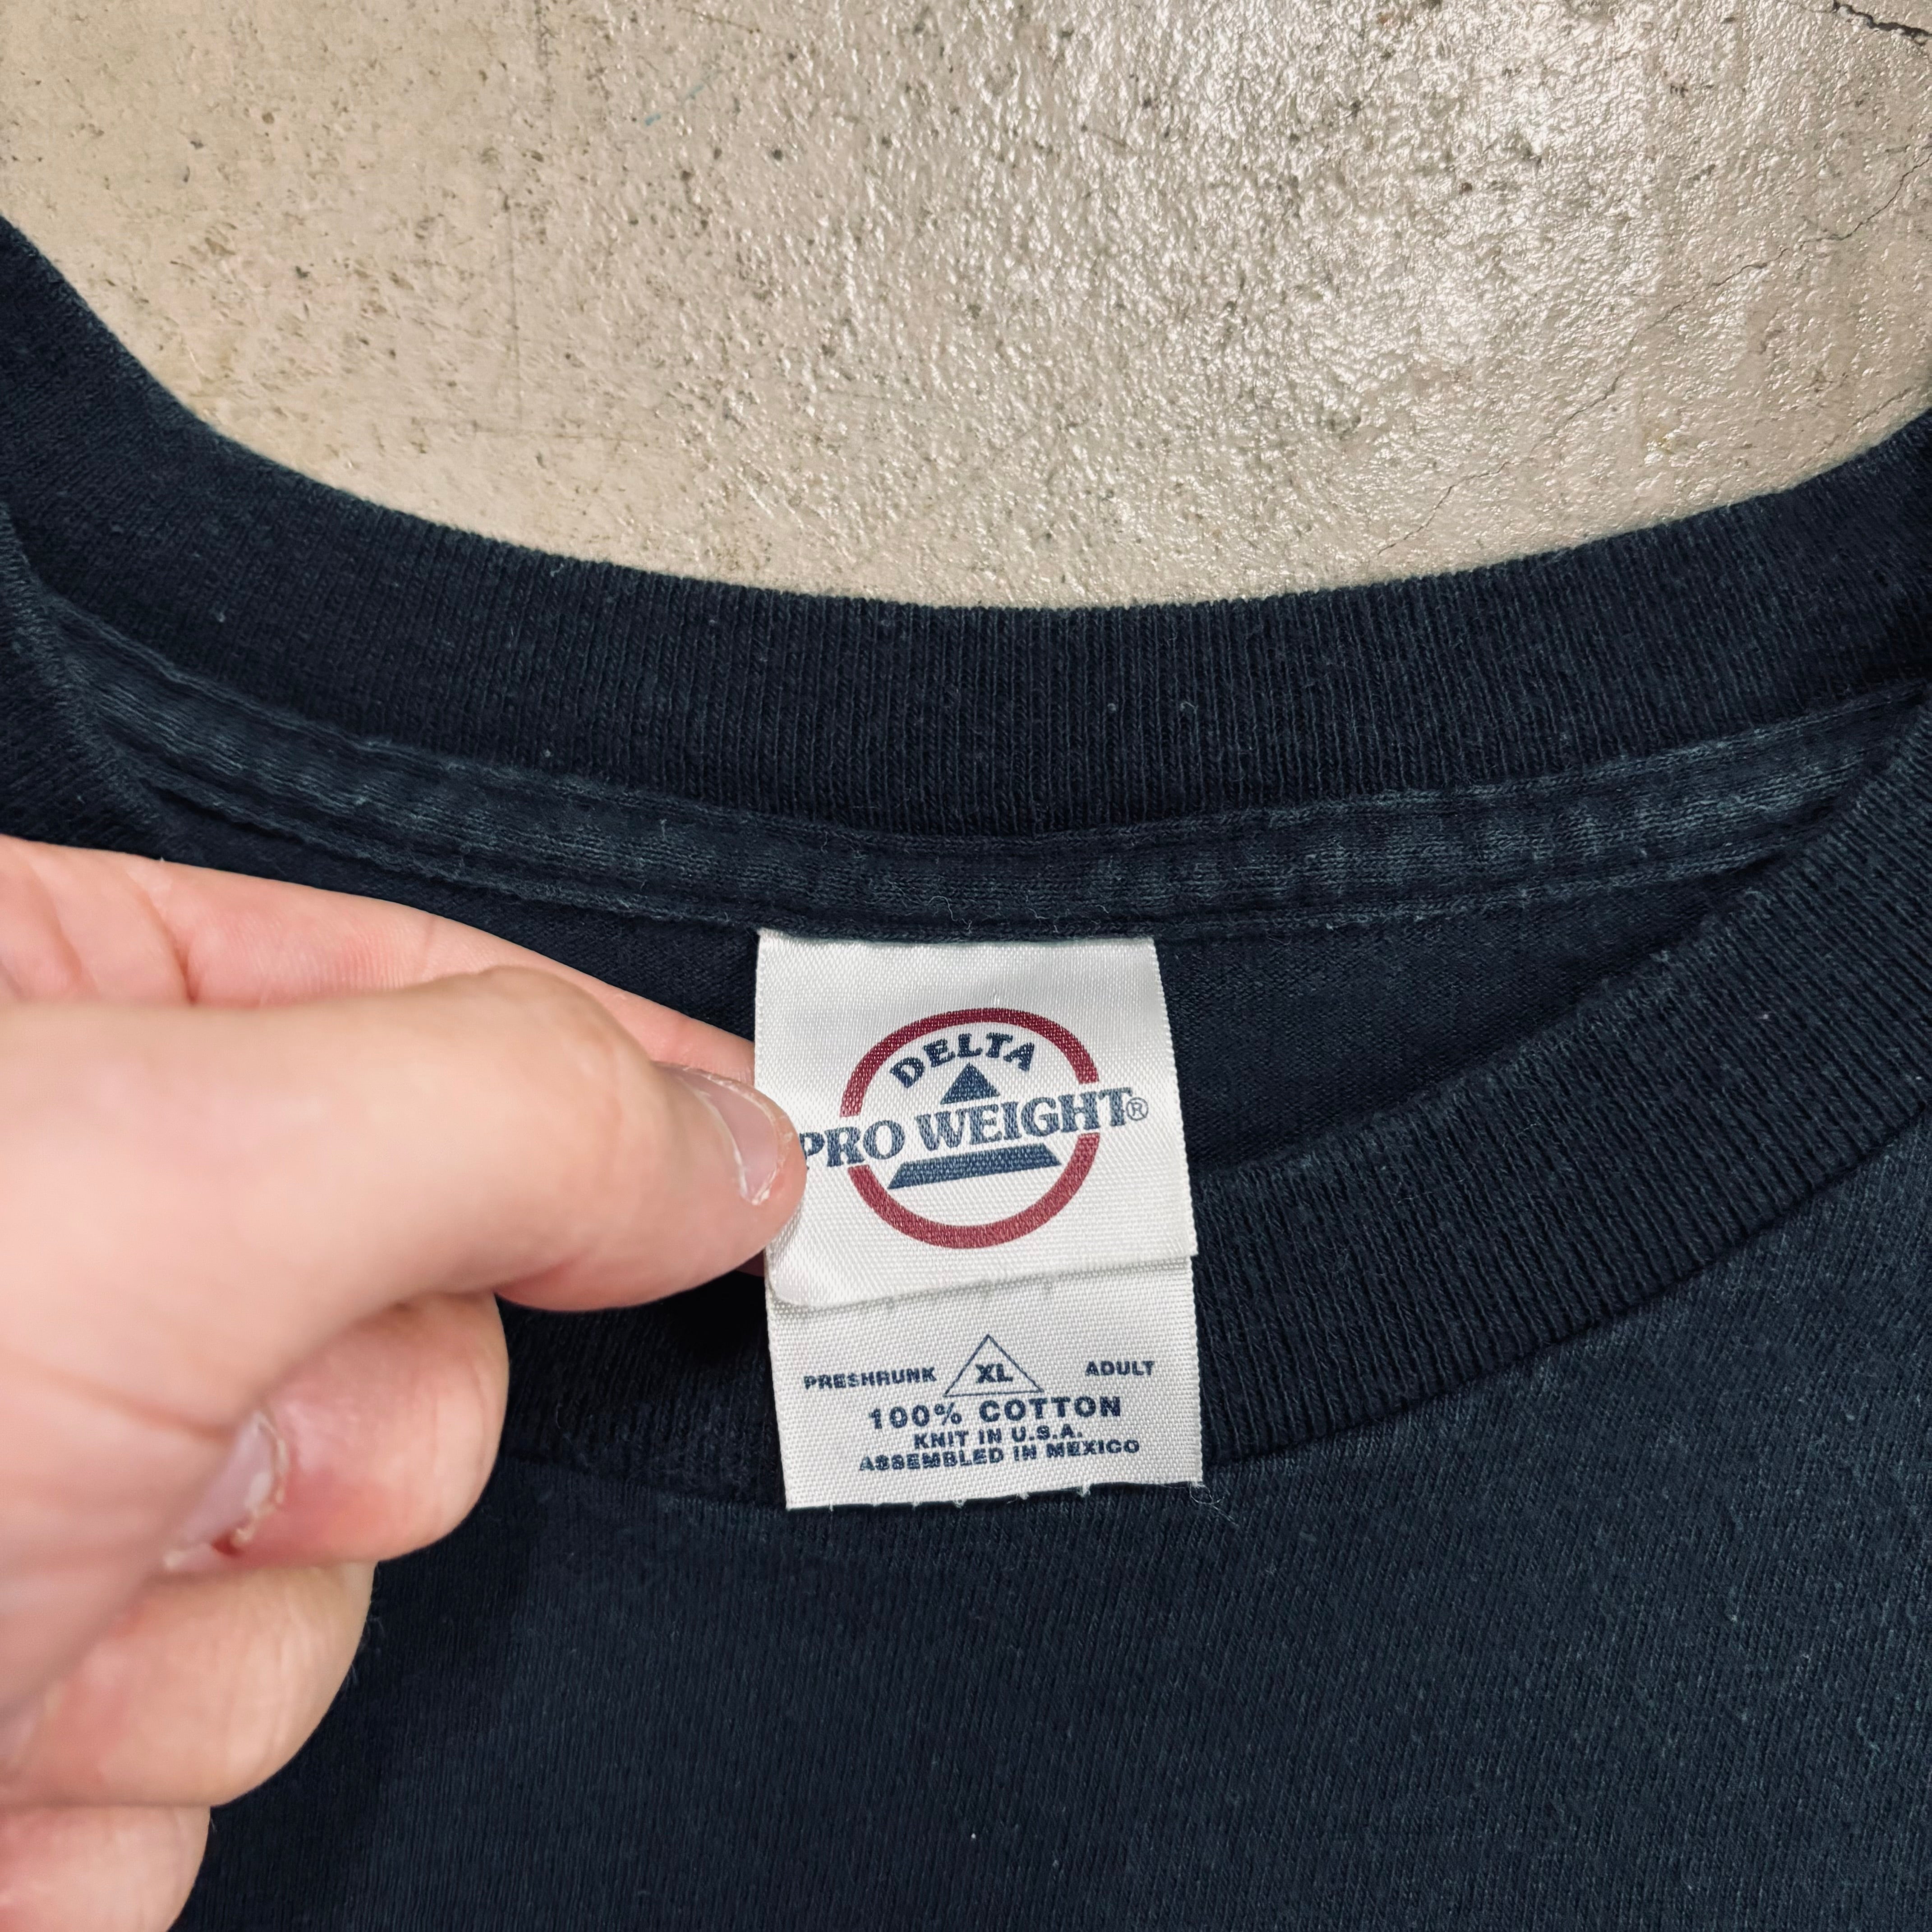 DELTA
PRO WEIGHT®
PRESHRUNK XL ADULT
100% COTTON
KNIT IN U.S.A.
ASSEMBLED IN MEXICO